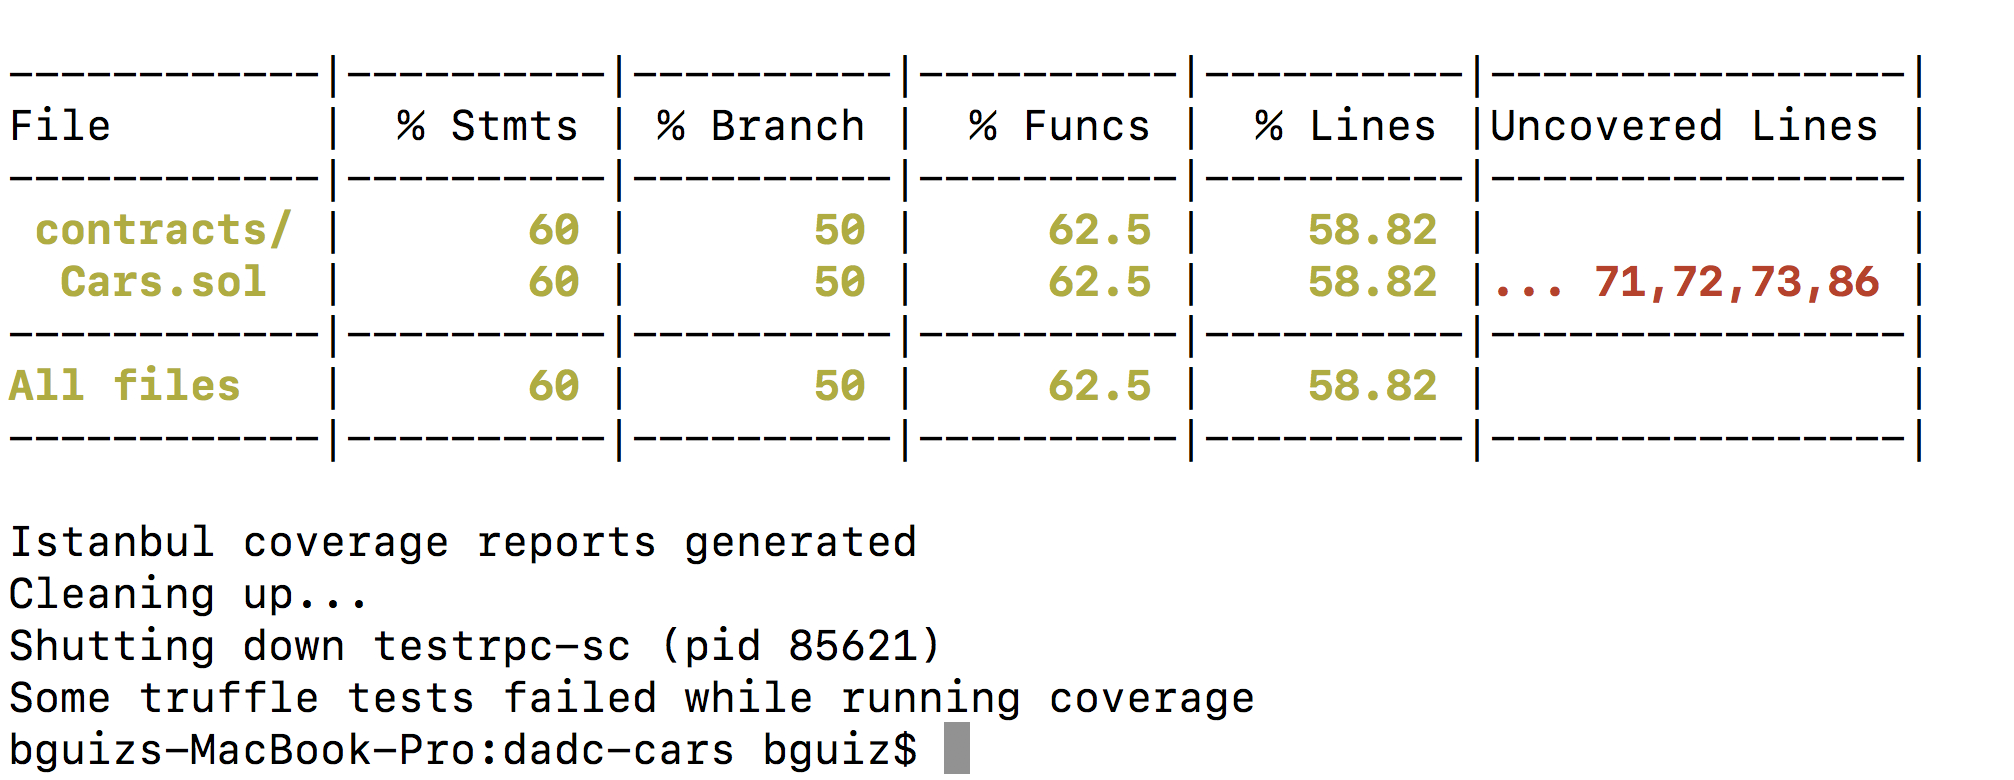 ------------|----------|----------|----------|----------|----------------|
File        |  % Stmts | % Branch |  % Funcs |  % Lines |Uncovered Lines |
------------|----------|----------|----------|----------|----------------|
 contracts/ |       60 |       50 |     62.5 |    58.82 |                |
  Cars.sol  |       60 |       50 |     62.5 |    58.82 |... 71,72,73,86 |
------------|----------|----------|----------|----------|----------------|
All files   |       60 |       50 |     62.5 |    58.82 |                |
------------|----------|----------|----------|----------|----------------|
Istanbul coverage reports generated
Cleaning up...
Shutting down testrpc-sc (pid 85621)
Some truffle tests failed while running coverage
bguizs-MacBook-Pro:dadc-cars bguiz$